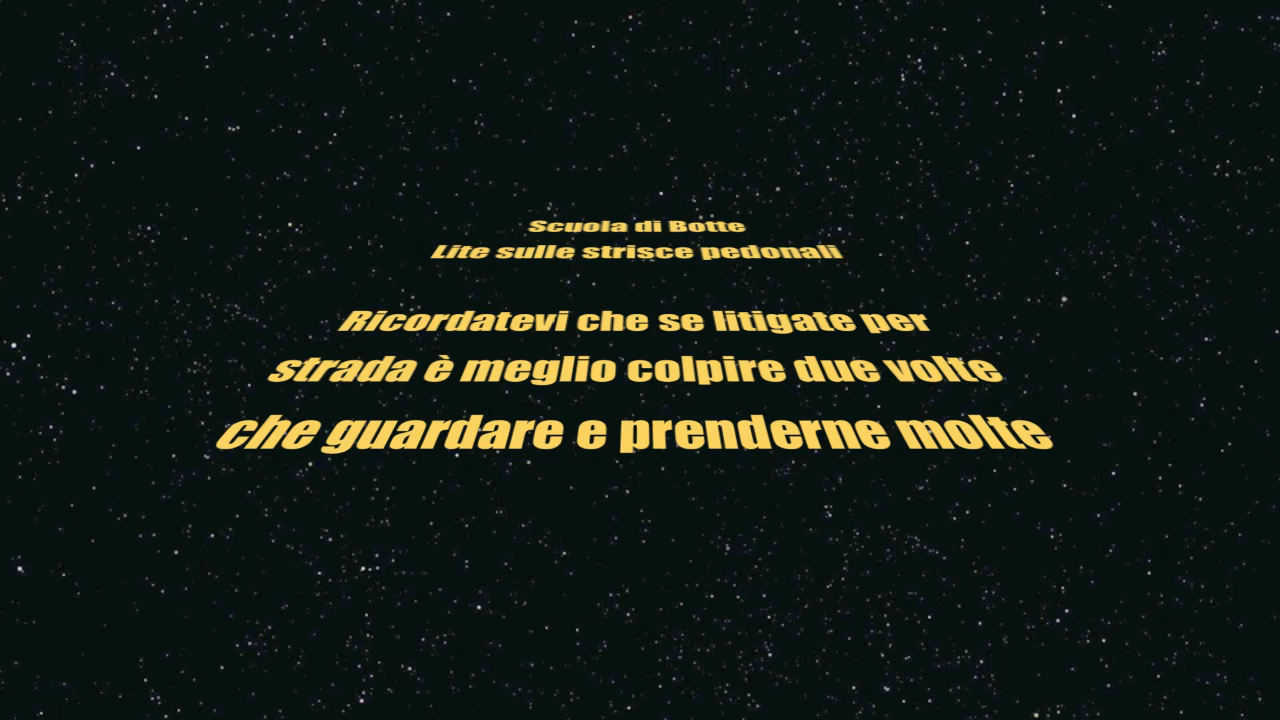 Scuola di Botte
Lite sulle strisce pedonali
Ricordatevi che se litigate per
strada è meglio colpire due volte
che guardare e prenderne molte